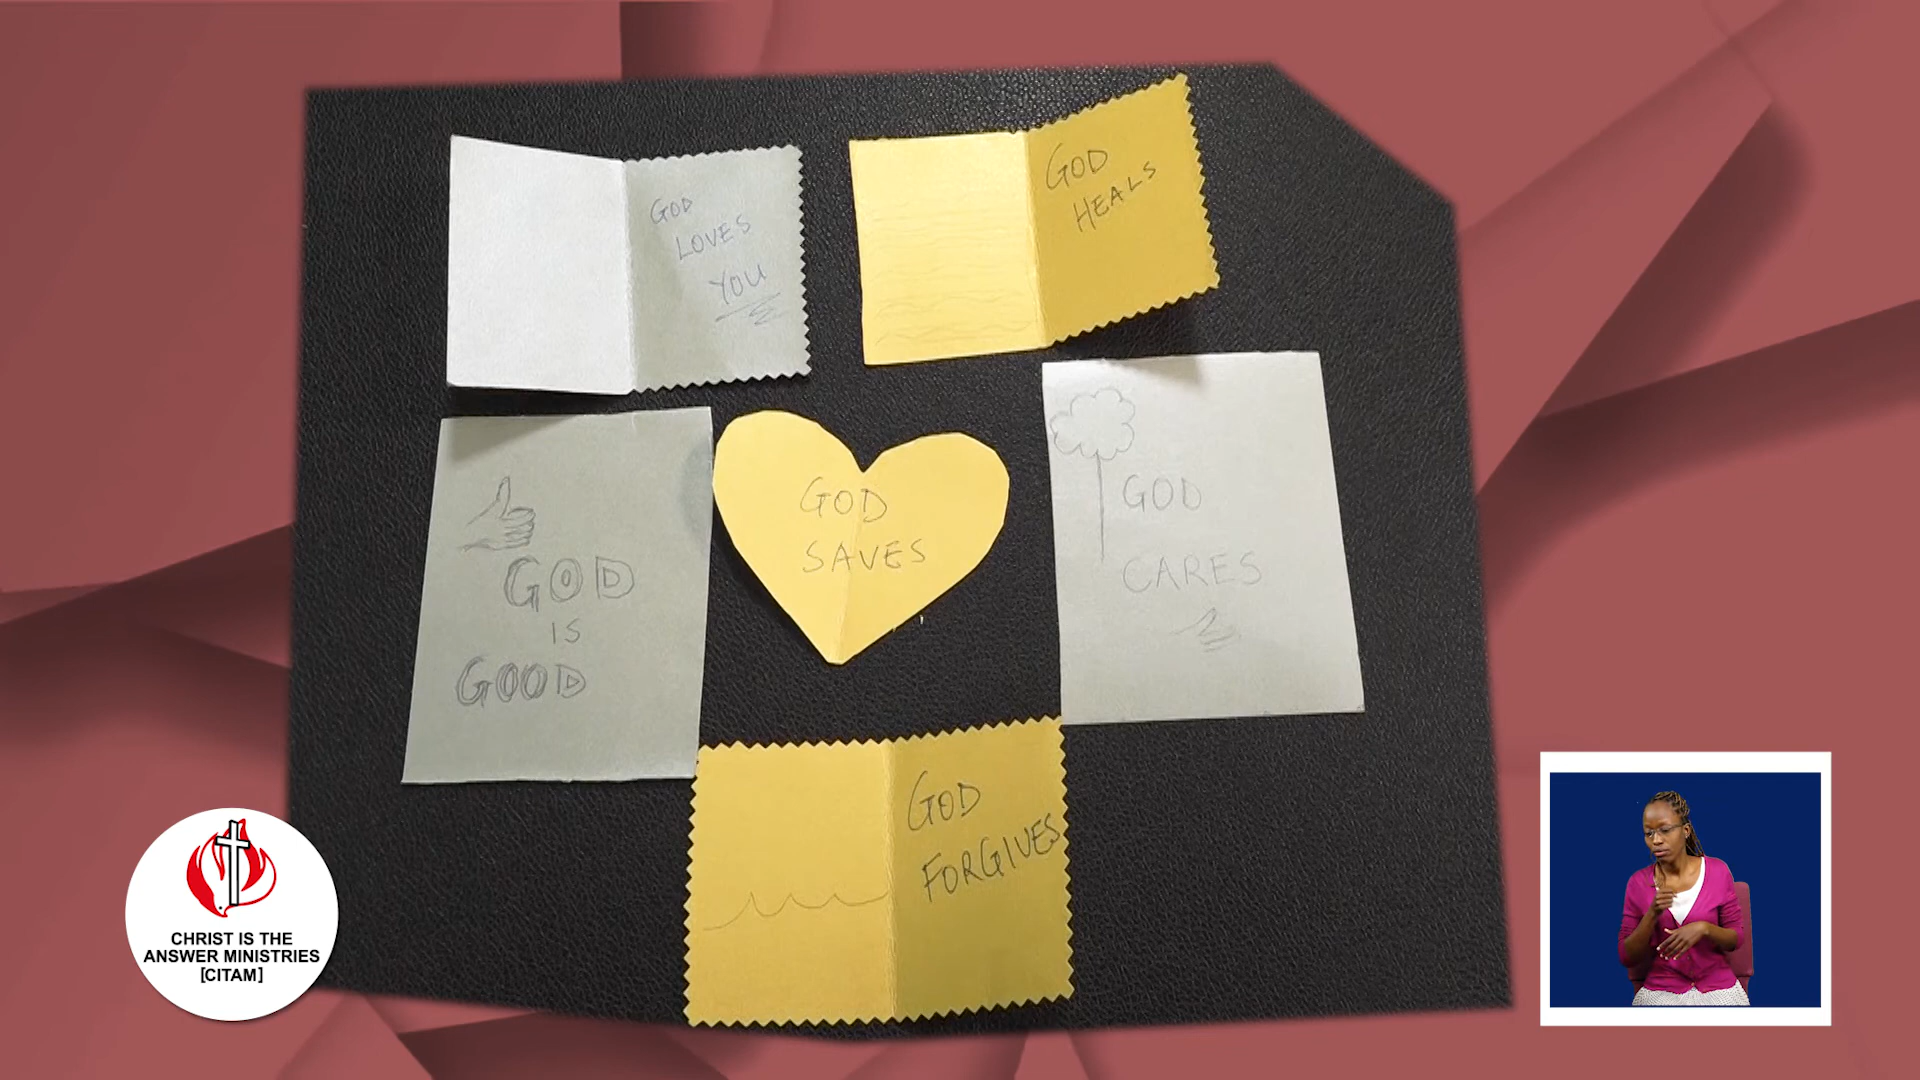 GOD
LOVES
YOU
GOD
HEALS
GOD
IS
GOOD
GOD
SAVES
GOD
CARES
GOD
FORGIVES
CHRIST IS THE
ANSWER MINISTRIES
[CITAM]